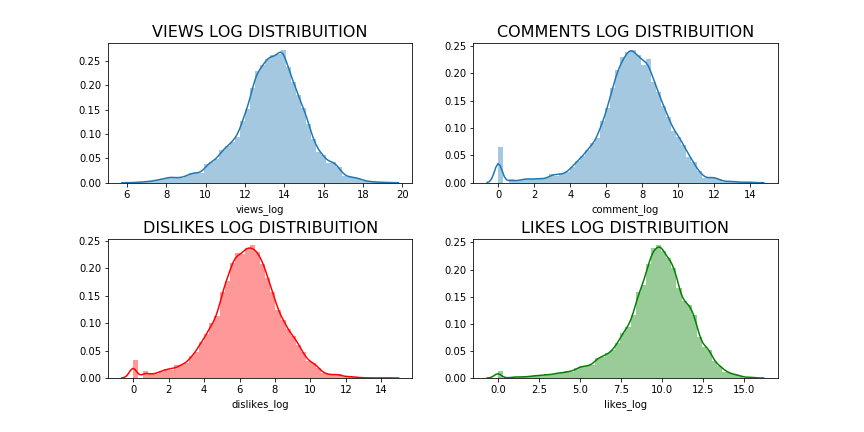 VIEWS LOG DISTRIBUITION
COMMENTS LOG DISTRIBUITION
0.25
0.20
0.15
0.10
0.05
0.00
6 8 10 12 14 16 18 20
views_log
0.25
0.20
0.15
0.10
0.05
0.00
0 2 4 6 8 10 12 14
comment_log
DISLIKES LOG DISTRIBUITION
LIKES LOG DISTRIBUITION
0.25
0.20
0.15
0.10
0.05
0.00
0 2 4 6 8 10 12 14
dislikes_log
0.25
0.20
0.15
0.10
0.05
0.00
0.0 2.5 5.0 7.5 10.0 12.5 15.0
likes_log